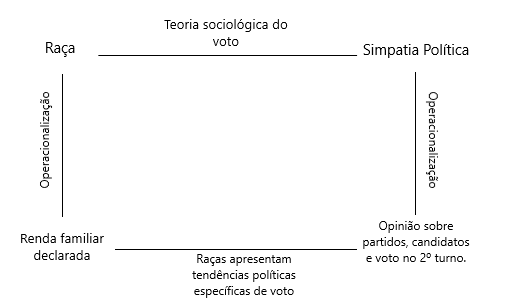 Teoria sociológica do
voto
Raça
Simpatia Política
Operacionalização
Operacionalização
Renda familiar
declarada
Opinião sobre
partidos, candidatos
e voto no 2º turno.
Raças apresentam
tendências políticas
específicas de voto